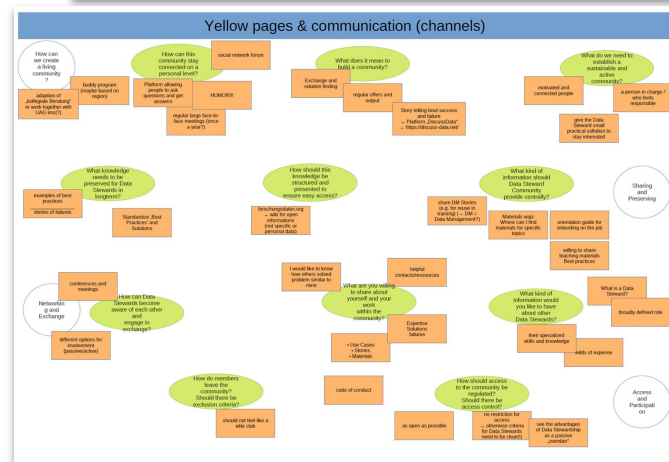 Yellow pages & communication (channels)
How can
we create
a living
community
?
buddy program
(maybe based on
region)
adaption of
„kollegiale Beratung"
or work together with
UAG ims(?)
How can this
community stay
connected on a
personal level?
social network forum
Platform allowing
people to ask
questions and get
answers
HUMOR!!!
regular large face-to-
face meetings (once
a year?)
What does it mean to
build a community?
Exchange and
solution finding
regular offers and
output
Story telling boat success
and failure
→ Platform „DiscussData"
→ https://discuss-data.net/
What do we need to
establish a
sustainable and
active
community?
motivated and
connected people
a person in charge /
who feels
responsible
give the Data
Steward small
practical solution to
stay interested
What knowledge
needs to be
preserved for Data
Stewards in
longterm?
examples of best
practices
stories of failures
Standardize ‚Best
Practices' and
Solutions
How should this
knowledge be
structured and
presented to
ensure easy access?
forschungsdaten.org
→ wiki for open
informations
(not specific or
personal data)
What kind of
information should
Data Steward
Community
provide centrally?
share DM Stories
(e.g. for reuse in
training) (→ DM =
Data Management?)
Materials wap:
Where can I find
materials for specific
topics
orientation guide for
onbording on the job
willing to share
teaching materials
Best practices
Sharing
and
Preserving
Networkin
g and
Exchange
conferences and
meetings
How can Data
Stewards become
aware of each other
and
engage in
exchange?
different options for
involvement
(passive/active)
I would like to know
how others solved
problem similar to
mine
helpful
contacts/ressources
What are you willing
to share about
yourself and your
work
within the
community?
Expertise
Solutions
failures
• Use Cases
• Stories
• Materials
What kind of
information would
you like to have
about other
Data Stewards?
What is a Data
Steward?
broadly defined role
their specialized
skills and knowledge
fields of expertise
How do members
leave the
community?
Should there be
exclusion criteria?
should not feel like a
elite club
code of conduct
How should access
to the community be
regulated?
Should there be
access control?
as open as possible
no restriction for
access
→ otherwise criteria
for Data Stewards
need to be clear(!)
see the advantages
of Data Stewardship
as a passive
„member"
Access
and
Participati
on